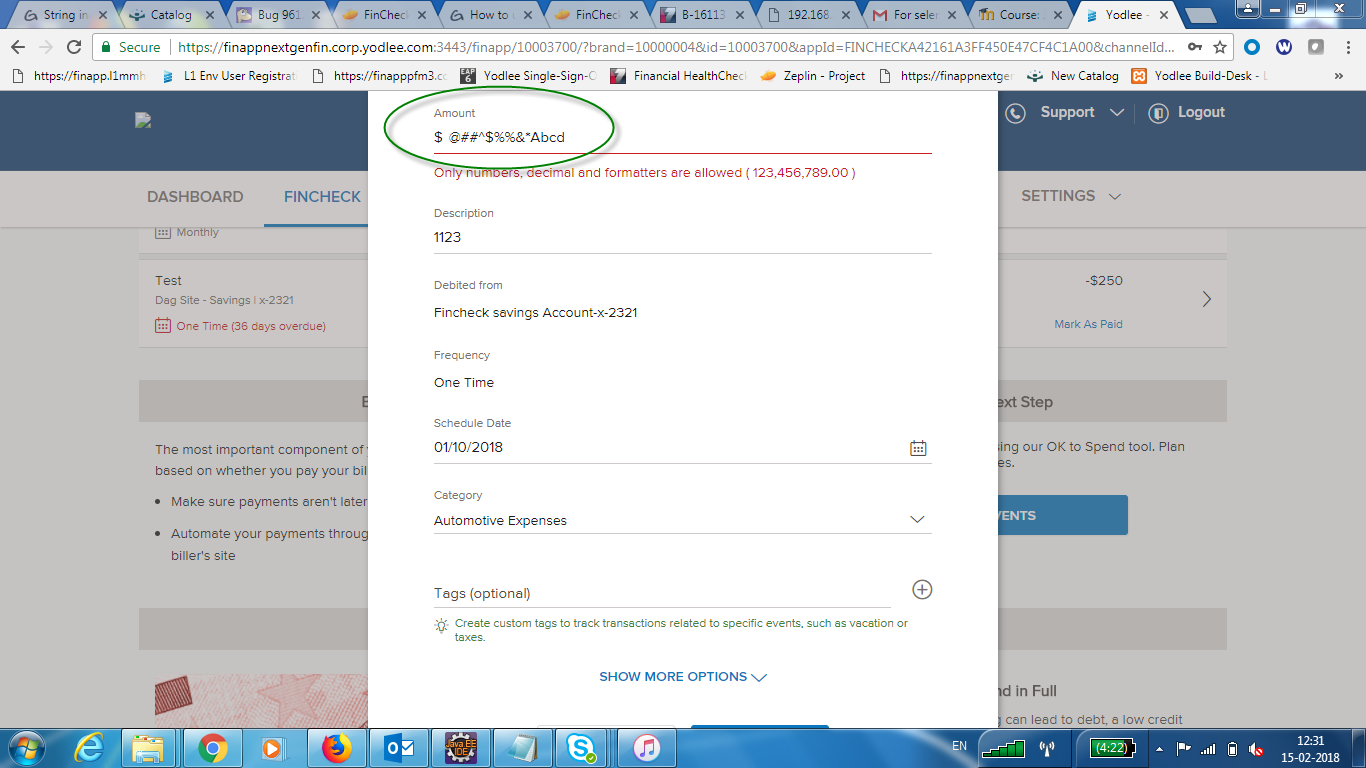 String in
Catalog
Bug 961
FinCheck
How to
FinCheck
B-16113
192.168
For seler
Course:
Yodlee -
Secure
https://finappnextgenfin.corp.yodlee.com:3443/finapp/10003700/?brand=10000004&id=10003700&appId=FINCHECKA42161A3FF450E47CF4C1A00&channelId...
https://finapp.l1mmh
L1 Env User Registrat
https://finapppfm3.co
Yodlee Single-Sign-O
Financial HealthChec
Zeplin - Project
https://finappnextger
New Catalog
Yodlee Build-Desk - L
»
Support
Logout
DASHBOARD
FINCHECK
SETTINGS
Monthly
Test
Dag Site - Savings | x-2321
One Time (36 days overdue)
-$250
Mark As Paid
Amount
$ @##^$%%&*Abcd
Only numbers, decimal and formatters are allowed ( 123,456,789.00 )
Description
1123
Debited from
Fincheck savings Account-x-2321
Frequency
One Time
Schedule Date
01/10/2018
Category
Automotive Expenses
Tags (optional)
Create custom tags to track transactions related to specific events, such as vacation or
taxes.
SHOW MORE OPTIONS
The most important component of
based on whether you pay your bil
Make sure payments aren't later
Automate your payments throug
biller's site
ext Step
ing our OK to Spend tool. Plan
es.
VENTS
nd in Full
g can lead to debt, a low credit
Java EE
IDE
EN
(4:22)
12:31
15-02-2018